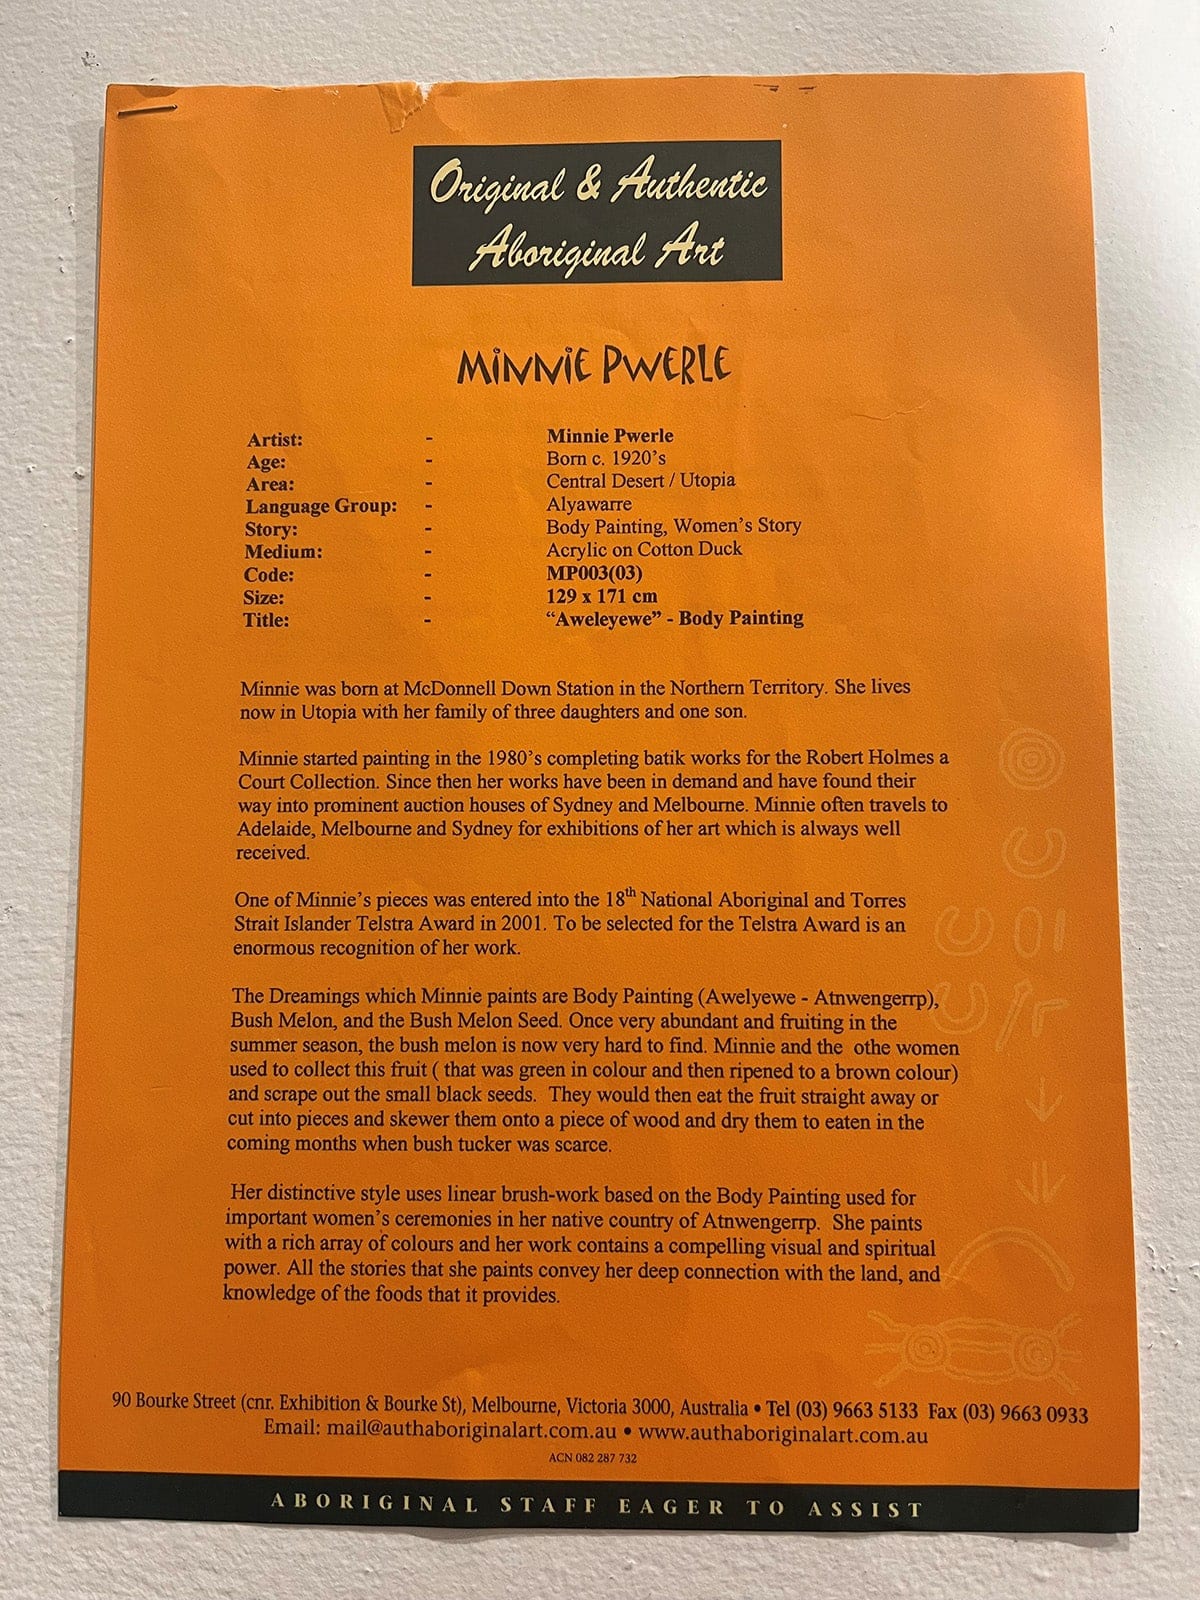 Original & Authentic
Aboriginal Art
MINNIE PWERLE
Artist: - Minnie Pwerle
Age: - Born c. 1920's
Area: - Central Desert / Utopia
Language Group: - Alyawarre
Story: - Body Painting, Women's Story
Medium: - Acrylic on Cotton Duck
Code: - MP003(03)
Size: - 129 x 171 cm
Title: - “Aweleyewe” - Body Painting
Minnie was born at McDonnell Down Station in the Northern Territory. She lives
now in Utopia with her family of three daughters and one son.
Minnie started painting in the 1980's completing batik works for the Robert Holmes a
Court Collection. Since then her works have been in demand and have found their
way into prominent auction houses of Sydney and Melbourne. Minnie often travels to
Adelaide, Melbourne and Sydney for exhibitions of her art which is always well
received.
One of Minnie's pieces was entered into the 18th National Aboriginal and Torres
Strait Islander Telstra Award in 2001. To be selected for the Telstra Award is an
enormous recognition of her work.
The Dreamings which Minnie paints are Body Painting (Awelyewe - Atnwengerrp),
Bush Melon, and the Bush Melon Seed. Once very abundant and fruiting in the
summer season, the bush melon is now very hard to find. Minnie and the othe women
used to collect this fruit ( that was green in colour and then ripened to a brown colour)
and scrape out the small black seeds. They would then eat the fruit straight away or
cut into pieces and skewer them onto a piece of wood and dry them to eaten in the
coming months when bush tucker was scarce.
Her distinctive style uses linear brush-work based on the Body Painting used for
important women's ceremonies in her native country of Atnwengerrp. She paints
with a rich array of colours and her work contains a compelling visual and spiritual
power. All the stories that she paints convey her deep connection with the land, and
knowledge of the foods that it provides.
90 Bourke Street (cnr. Exhibition & Bourke St), Melbourne, Victoria 3000, Australia • Tel (03) 9663 5133 Fax (03) 9663 0933
Email: mail@authaboriginalart.com.au • www.authaboriginalart.com.au
ACN 082 287 732
ABORIGINAL STAFF EAGER TO ASSIST